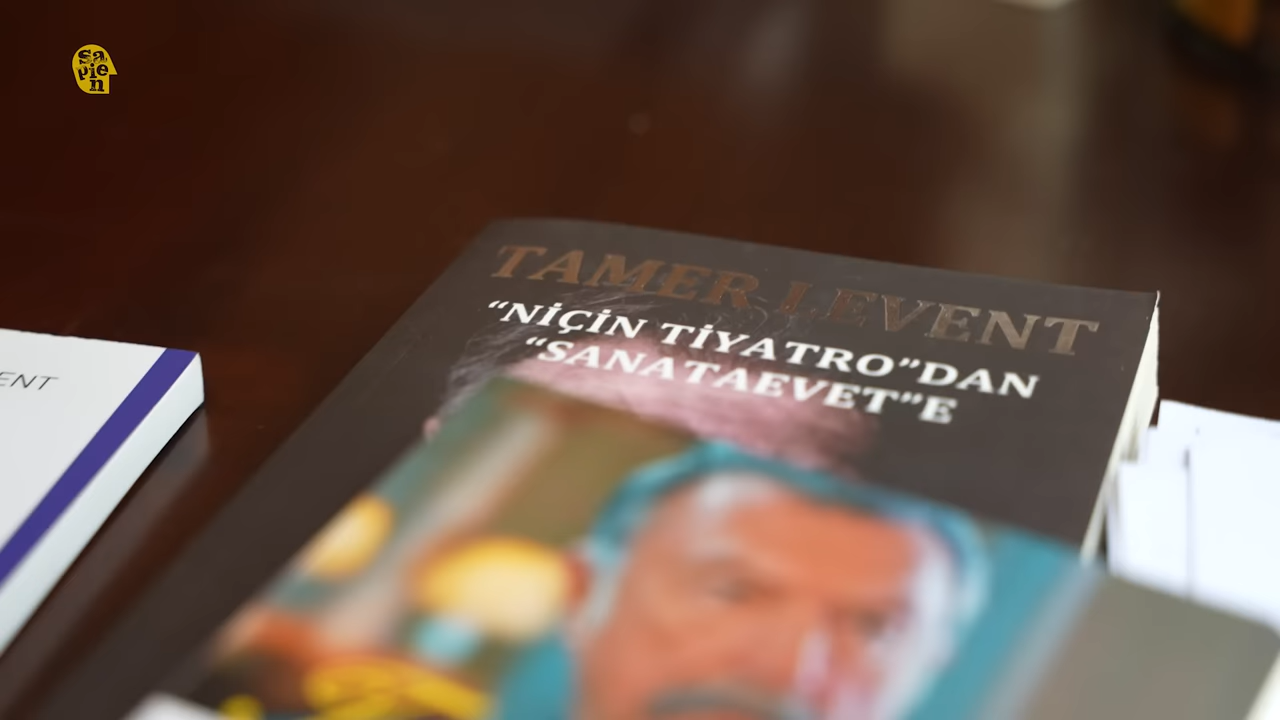 sa
pie
n
TAMER LEVENT
“NİÇİN TİYATRO”DAN
“SANATAEVET”E
ENT